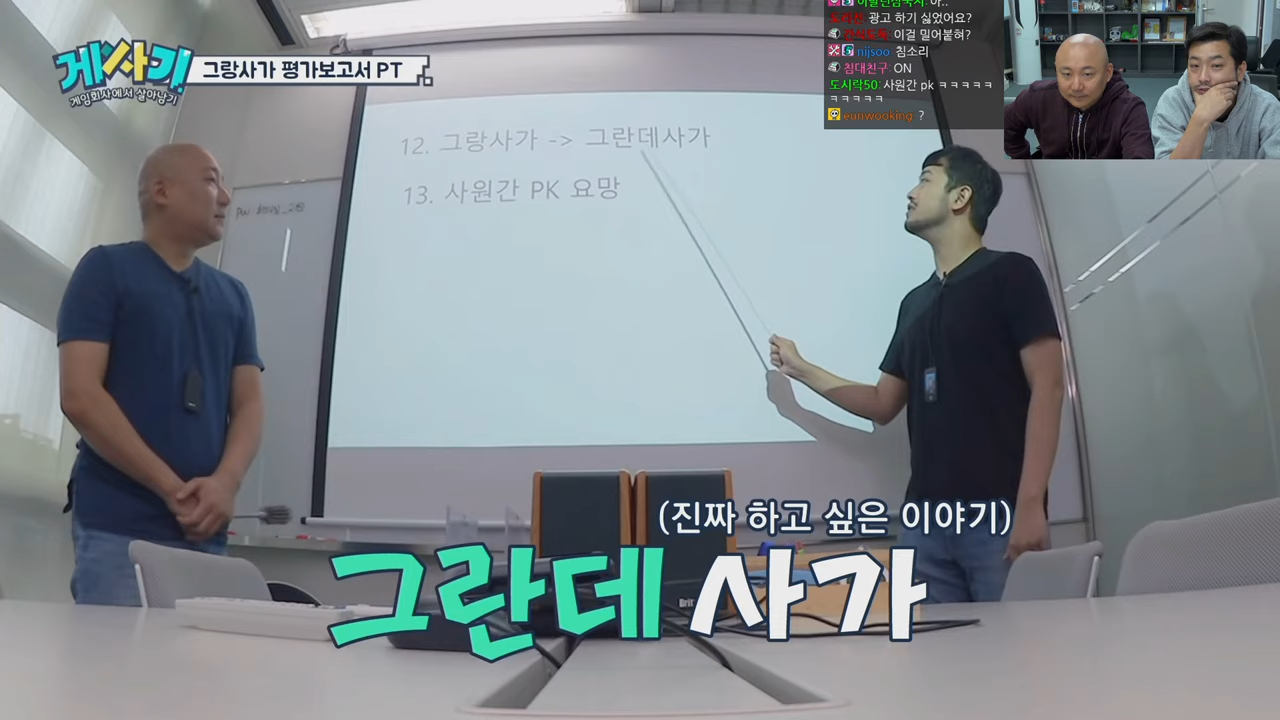 게사기!
게임회사에서 살아남기
그랑사가 평가보고서 PT
12. 그랑사가 -> 그란데사가
13. 사원간 PK 요망
광고 하기 싫었어요?
이걸 밀어붙혀?
nijsoo: 침소리
침대친구: ON
도시락50: 사원간 pk ㅋㅋㅋㅋㅋ
ㅋㅋㅋㅋㅋ
eunwooking: ?
(진짜 하고 싶은 이야기)
그란데 사가